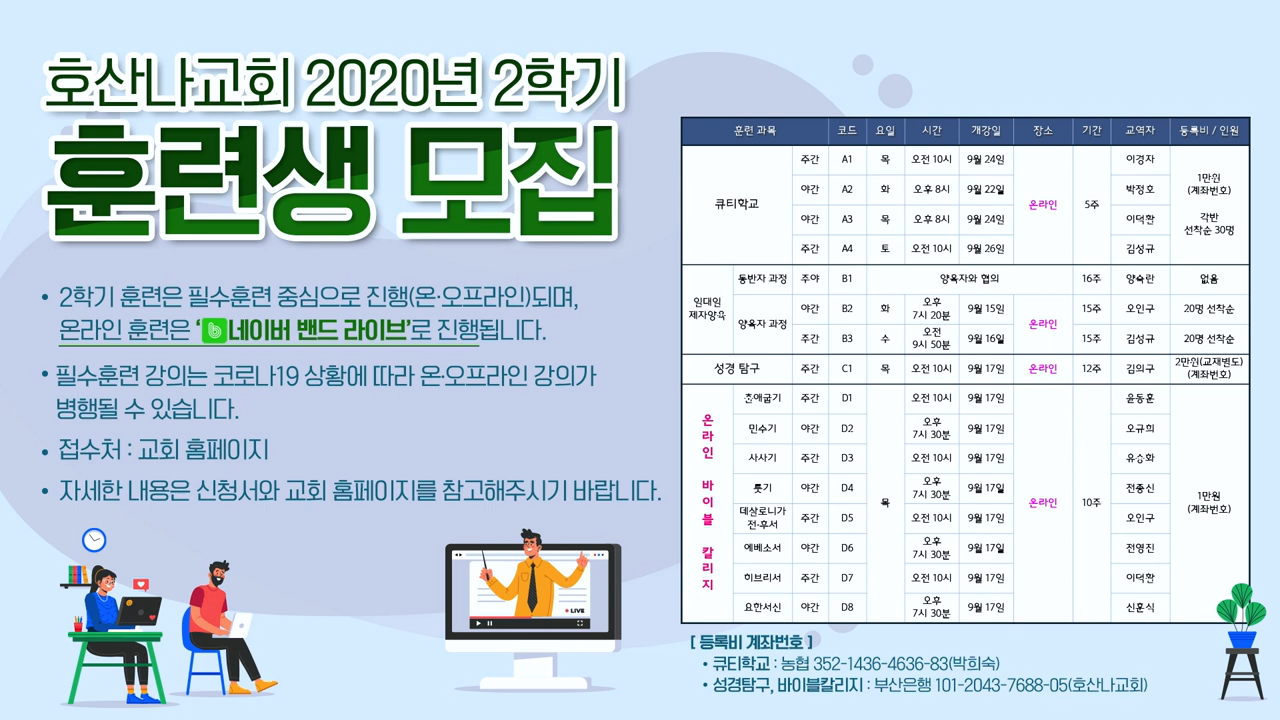 호산나교회 2020년 2학기
훈련생 모집
• 2학기 훈련은 필수훈련 중심으로 진행(온·오프라인)되며,
온라인 훈련은 '네이버 밴드 라이브'로 진행됩니다.
• 필수훈련 강의는 코로나19 상황에 따라 온·오프라인 강의가
병행될 수 있습니다.
• 접수처 : 교회 홈페이지
• 자세한 내용은 신청서와 교회 홈페이지를 참고해주시기 바랍니다.
LIVE
훈련 과목 코드 요일 시간 개강일 장소 기간 교역자 등록비 / 인원
큐티학교 온라인 5주
주간 A1 목 오전 10시 9월 24일 이경자
야간 A2 화 오후 8시 9월 22일 박정호
야간 A3 목 오후 8시 9월 24일 이덕환
주간 A4 토 오전 10시 9월 26일 김성규
1만원
(계좌번호)
각반
선착순 30명
일대일
제자양육
동반자 과정 주야 B1 양육자와 협의 16주 양숙란 없음
양육자 과정 온라인
야간 B2 화 오후 7시 20분 9월 15일 15주 오인구 20명 선착순
주간 B3 수 오전 9시 50분 9월 16일 15주 김성규 20명 선착순
성경 탐구 주간 C1 목 오전 10시 9월 17일 온라인 12주 김의구 2만원(교재별도)
(계좌번호)
온라인 바이블 칼리지
목 온라인 10주
출애굽기 주간 D1 오전 10시 9월 17일 윤동훈
민수기 야간 D2 오후 7시 30분 9월 17일 오규희
사사기 주간 D3 오전 10시 9월 17일 유승화
룻기 야간 D4 오후 7시 30분 9월 17일 전종신
데살로니가
전·후서 주간 D5 오전 10시 9월 17일 오인구
에베소서 야간 D6 오후 7시 30분 9월 17일 전영진
히브리서 주간 D7 오전 10시 9월 17일 이덕환
요한서신 야간 D8 오후 7시 30분 9월 17일 신훈식
1만원
(계좌번호)
[ 등록비 계좌번호 ]
• 큐티학교 : 농협 352-1436-4636-83(박희숙)
• 성경탐구, 바이블칼리지 : 부산은행 101-2043-7688-05(호산나교회)